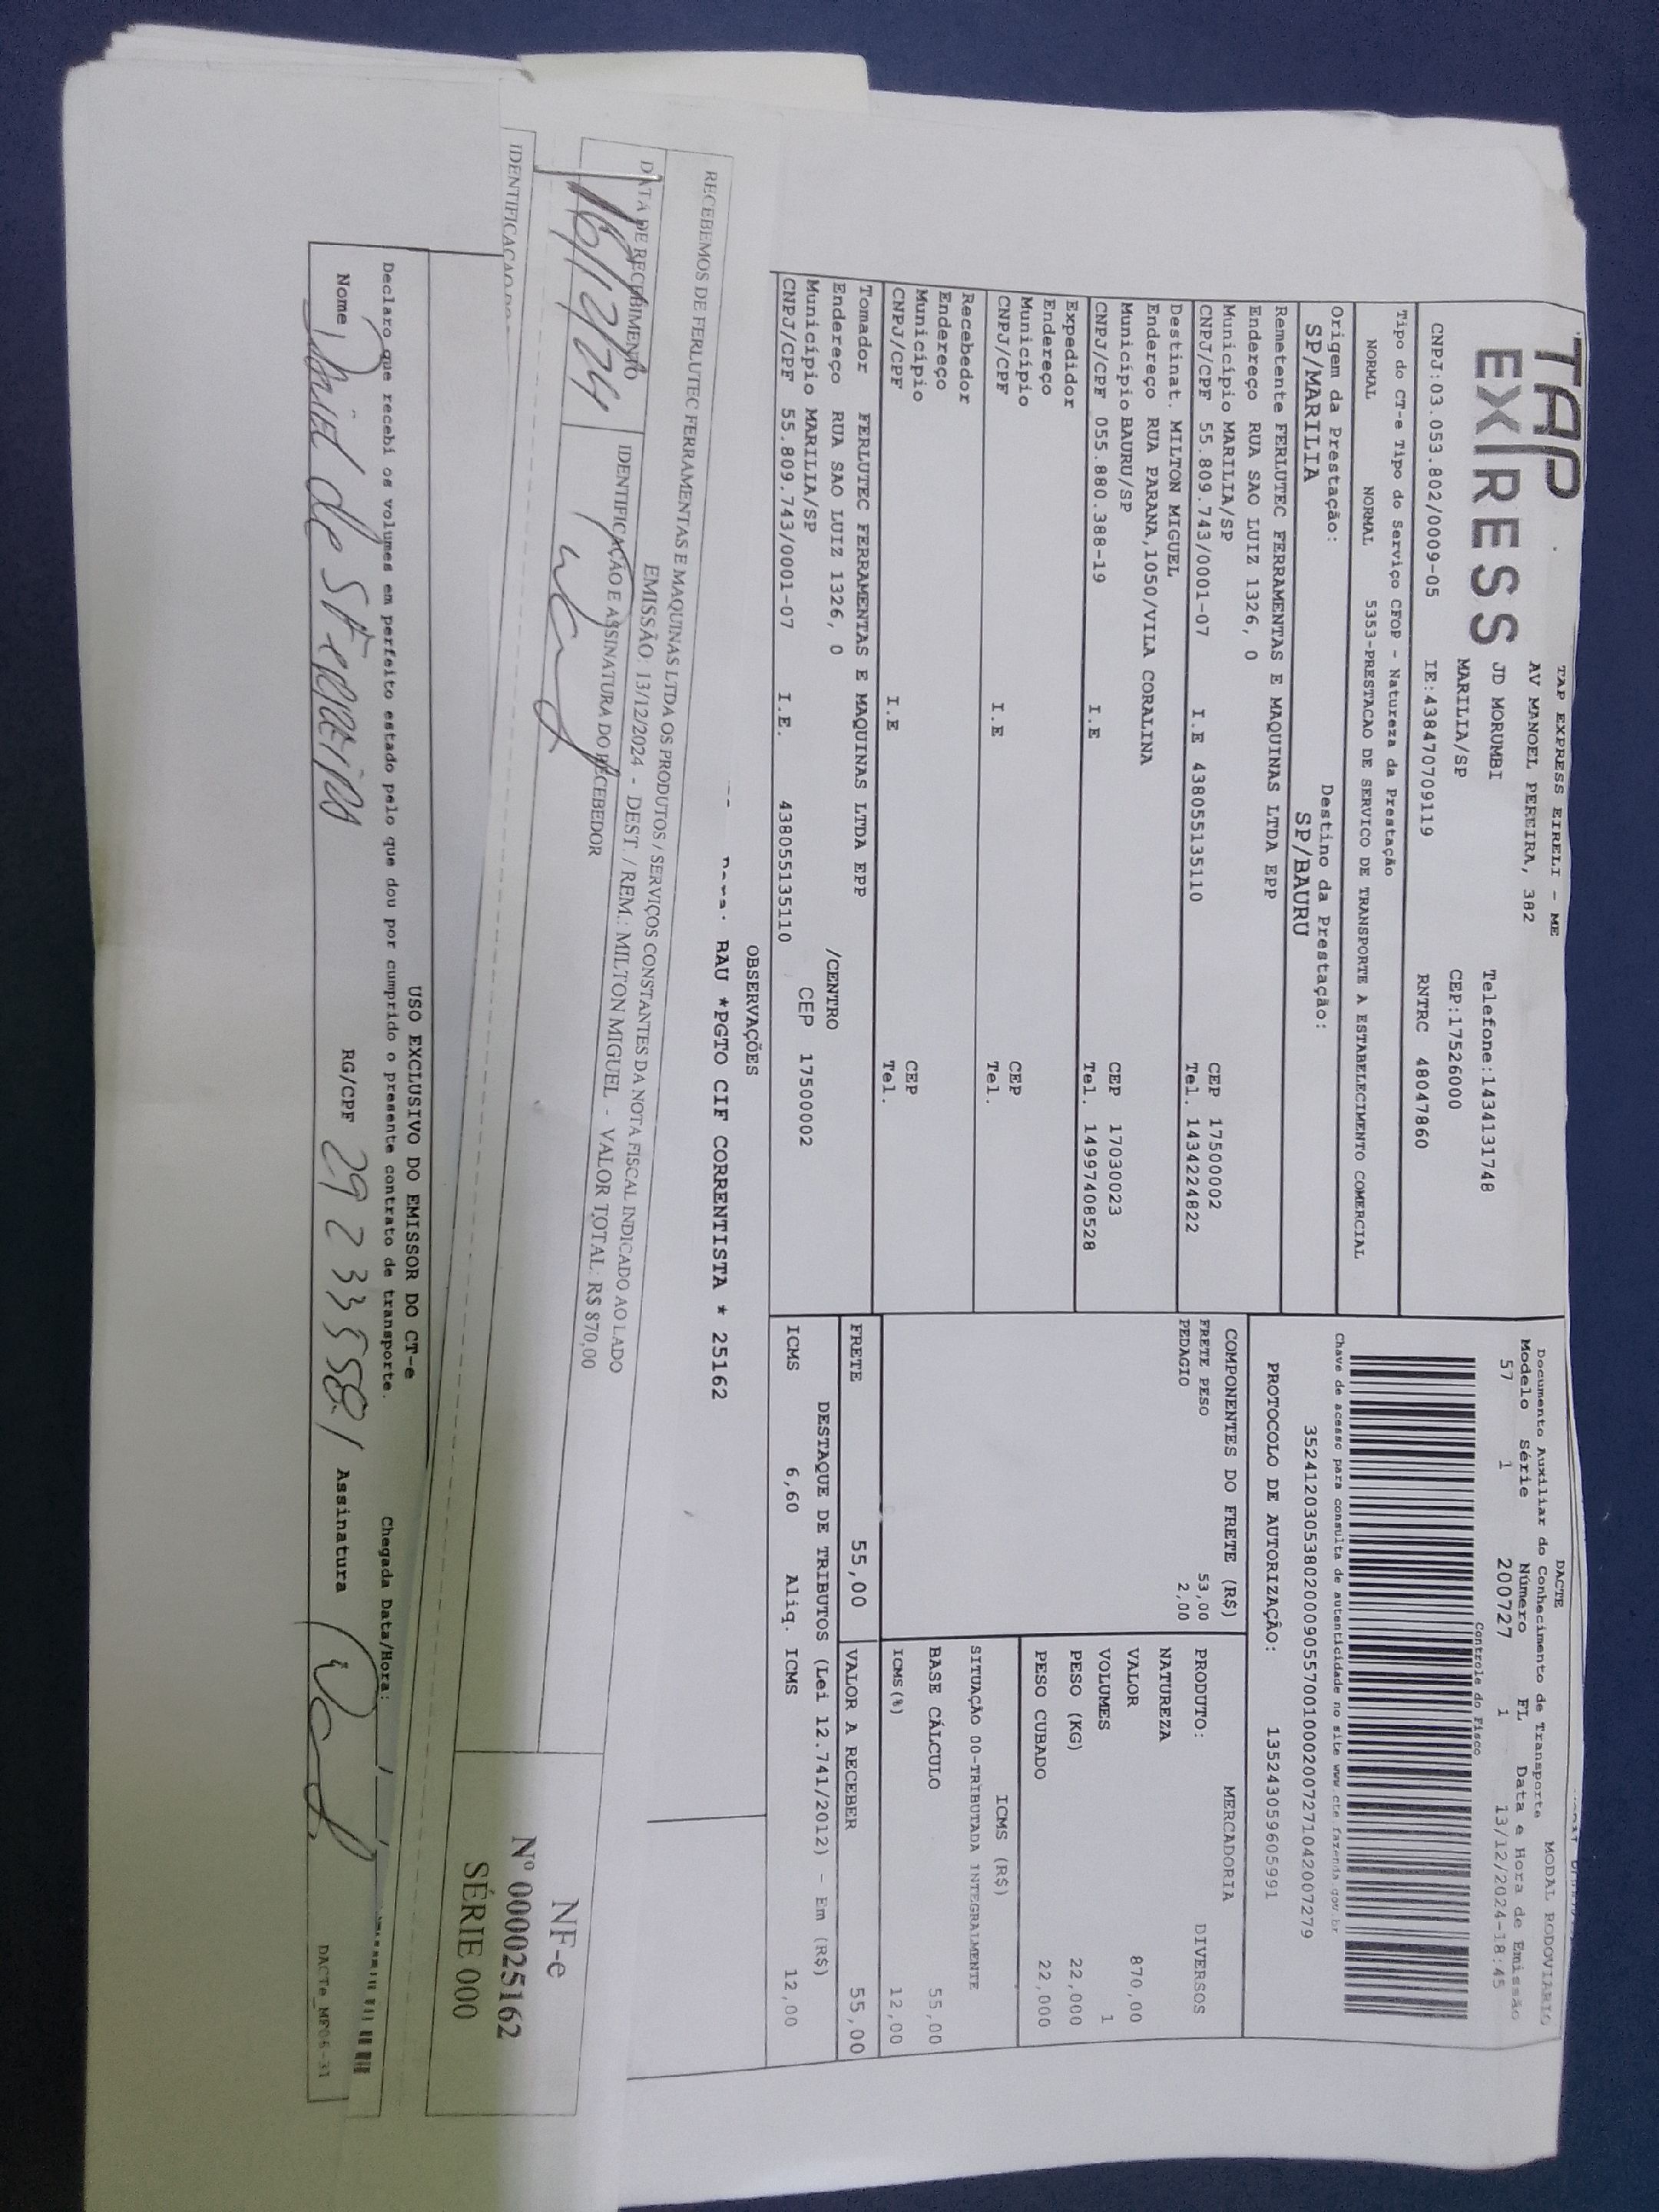 TAP
EXPRESS
TAP EXPRESS EIRELI - ME
AV MANOEL PEREIRA, 382
JD MORUMBI Telefone:1434131748
MARILIA/SP CEP:17526000
CNPJ:03.053.802/0009-05 IE:438470709119 RNTRC 48047860
Tipo do CT-e Tipo do Serviço CFOP - Natureza da Prestação
NORMAL NORMAL 5353-PRESTACAO DE SERVICO DE TRANSPORTE A ESTABELECIMENTO COMERCIAL
Origem da Prestação: Destino da Prestação:
SP/MARILIA SP/BAURU
Remetente FERLUTEC FERRAMENTAS E MAQUINAS LTDA EPP
Endereço RUA SAO LUIZ 1326, 0
Município MARILIA/SP CEP 17500002
CNPJ/CPF 55.809.743/0001-07 I.E 438055135110 Tel. 1434224822
Destinat. MILTON MIGUEL
Endereço RUA PARANA,1050/VILA CORALINA
Município BAURU/SP CEP 17030023
CNPJ/CPF 055.880.388-19 I.E Tel. 14997408528
Expedidor
Endereço
Município CEP
CNPJ/CPF I.E Tel.
Recebedor
Endereço
Município CEP
CNPJ/CPF I.E Tel.
Tomador FERLUTEC FERRAMENTAS E MAQUINAS LTDA EPP
Endereço RUA SAO LUIZ 1326, 0 /CENTRO
Município MARILIA/SP CEP 17500002
CNPJ/CPF 55.809.743/0001-07 I.E. 438055135110
DACTE MODAL RODOVIARIO
Documento Auxiliar do Conhecimento de Transporte
Modelo Série Número FL Data e Hora de Emissão
57 1 200727 1 13/12/2024-18:45
Controle do Fisco
Chave de acesso para consulta de autenticidade no site www.cte.fazenda.gov.br
35241203053802000905570010002007271042007279
PROTOCOLO DE AUTORIZAÇÃO: 135243059605991
COMPONENTES DO FRETE (R$)
FRETE PESO 53,00
PEDAGIO 2,00
MERCADORIA
PRODUTO: DIVERSOS
NATUREZA
VALOR 870,00
VOLUMES 1
PESO (KG) 22,000
PESO CUBADO 22,000
ICMS (R$)
SITUAÇÃO 00-TRIBUTADA INTEGRALMENTE
BASE CÁLCULO 55,00
ICMS(%) 12,00
FRETE 55,00 VALOR A RECEBER 55,00
DESTAQUE DE TRIBUTOS (Lei 12.741/2012) - Em (R$)
ICMS 6,60 Aliq. ICMS 12,00
OBSERVAÇÕES
BAU *PGTO CIF CORRENTISTA * 25162
RECEBEMOS DE FERLUTEC FERRAMENTAS E MAQUINAS LTDA OS PRODUTOS / SERVIÇOS CONSTANTES DA NOTA FISCAL INDICADO AO LADO
EMISSÃO: 13/12/2024 - DEST. / REM.: MILTON MIGUEL - VALOR TOTAL: R$ 870,00
DATA DE RECEBIMENTO IDENTIFICAÇÃO E ASSINATURA DO RECEBEDOR
16/12/24
NF-e
Nº 000025162
SÉRIE 000
USO EXCLUSIVO DO EMISSOR DO CT-e
Declaro que recebi os volumes em perfeito estado pelo que dou por cumprido o presente contrato de transporte. Chegada Data/Hora: / /
Nome RG/CPF 29233558/ Assinatura